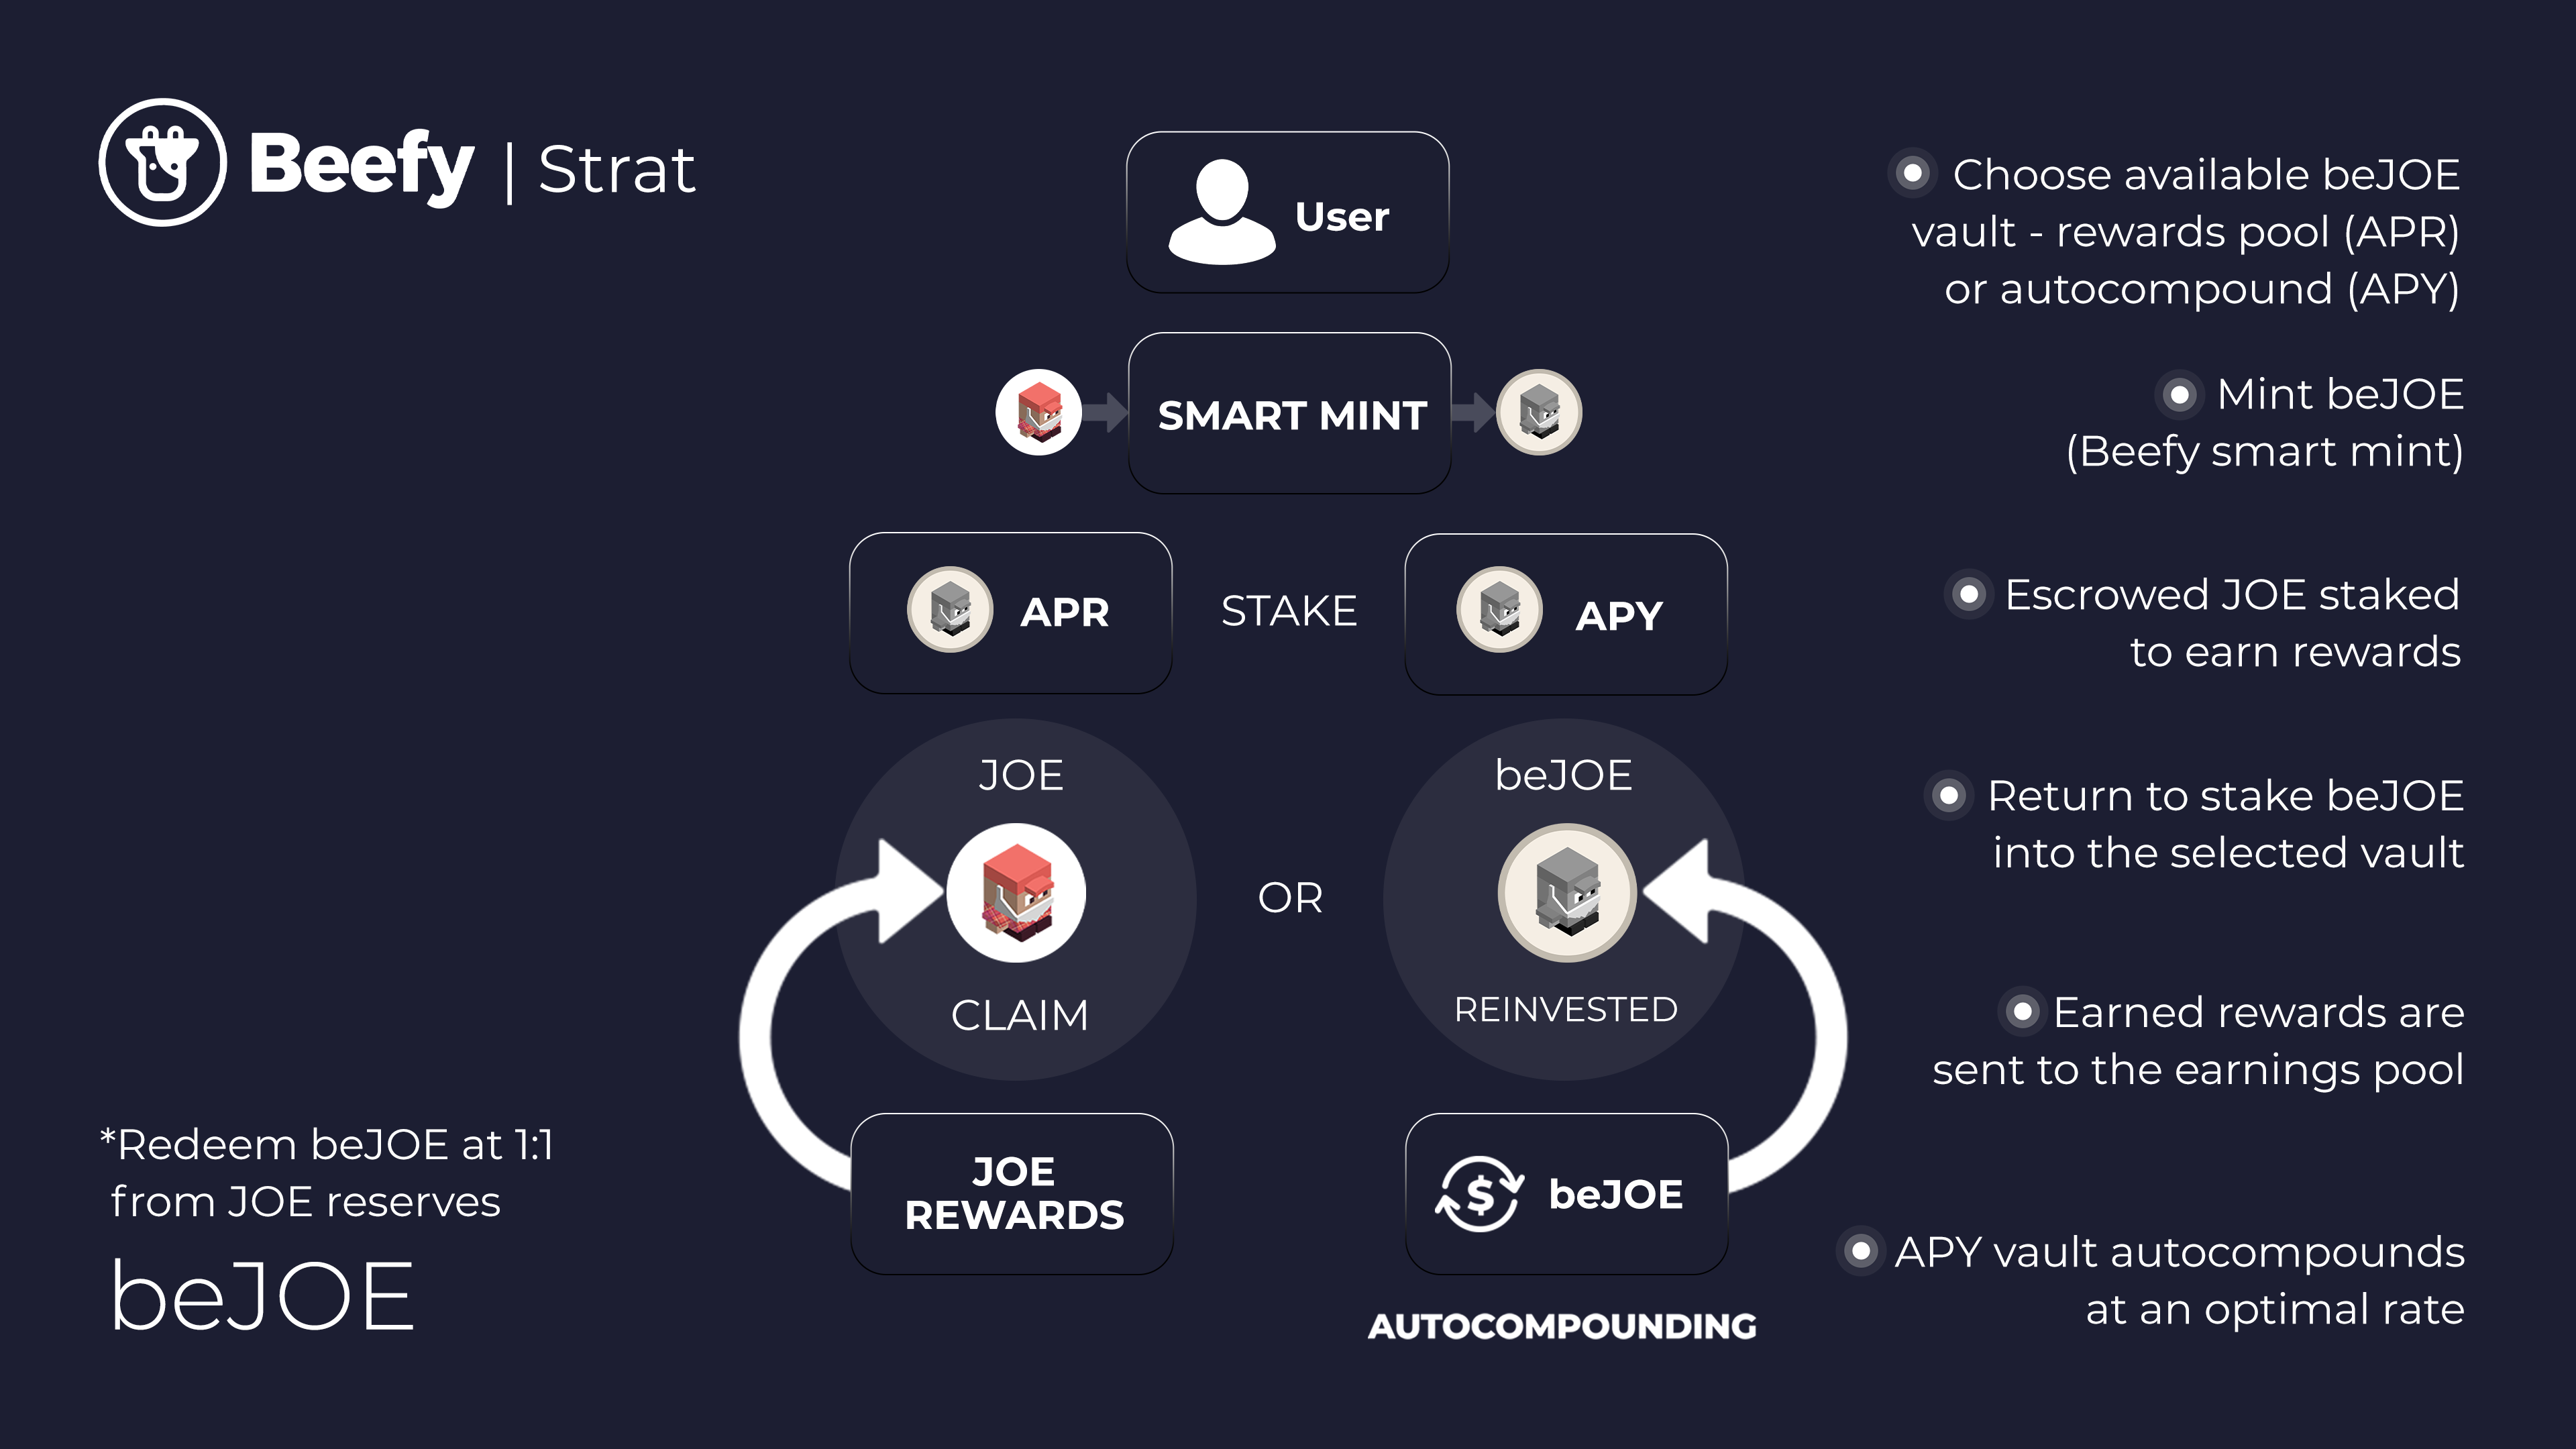 Beefy | Strat
User
SMART MINT
APR
STAKE
APY
JOE
CLAIM
OR
beJOE
REINVESTED
JOE
REWARDS
beJOE
AUTOCOMPOUNDING
Choose available beJOE
vault - rewards pool (APR)
or autocompound (APY)
Mint beJOE
(Beefy smart mint)
Escrowed JOE staked
to earn rewards
Return to stake beJOE
into the selected vault
Earned rewards are
sent to the earnings pool
APY vault autocompounds
at an optimal rate
*Redeem beJOE at 1:1
from JOE reserves
beJOE